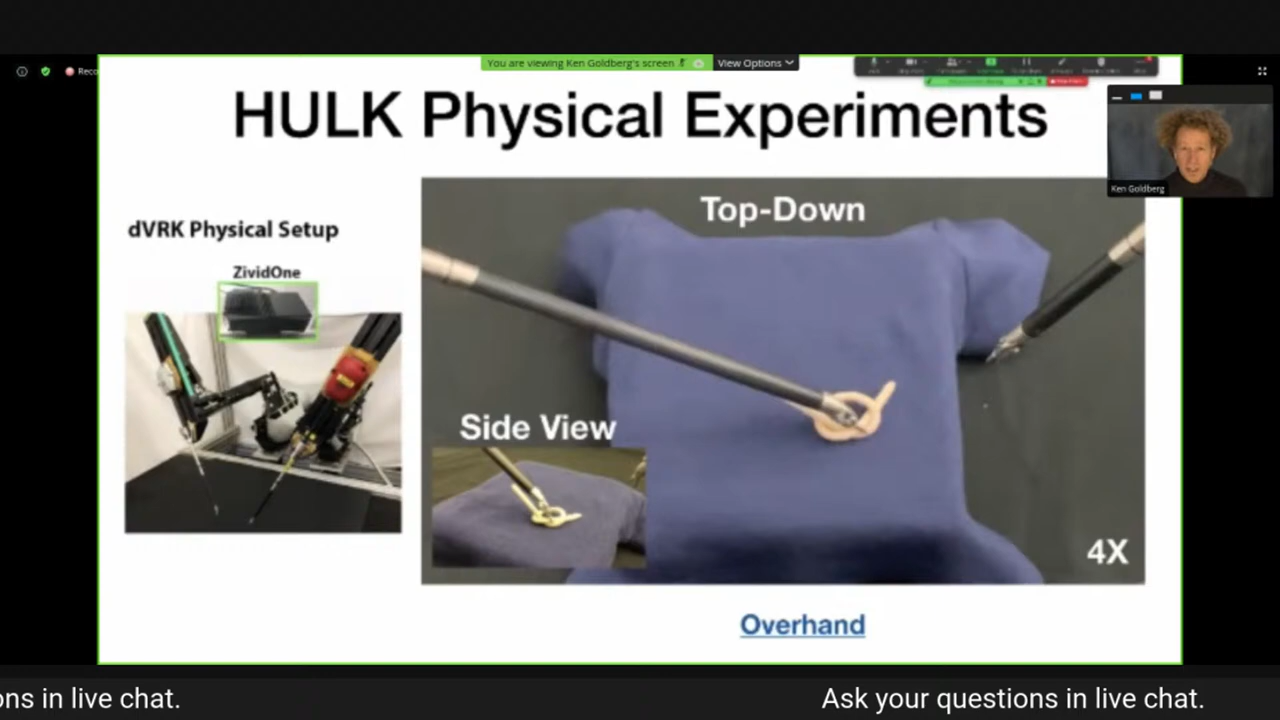 You are viewing Ken Goldberg's screen
View Options
Reco
HULK Physical Experiments
Ken Goldberg
dVRK Physical Setup
ZividOne
Top-Down
Side View
4X
Overhand
ons in live chat.
Ask your questions in live chat.